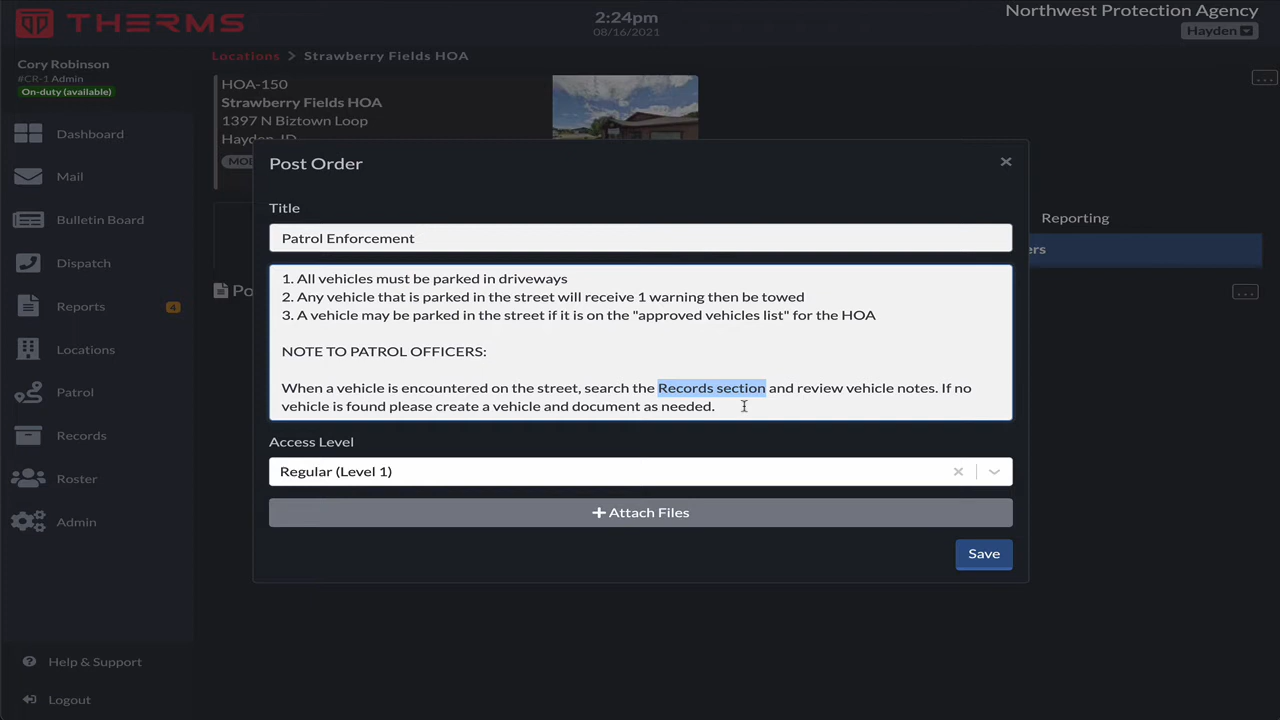 THERMS
2:24pm
08/16/2021
Northwest Protection Agency
Hayden
Cory Robinson
#CR-1 Admin
On-duty (available)
Dashboard
Mail
Bulletin Board
Dispatch
Reports 4
Locations
Patrol
Records
Roster
Admin
Help & Support
Logout
Locations > Strawberry Fields HOA
...
HOA-150
Strawberry Fields HOA
1397 N Biztown Loop
Hayden, ID
Reporting
...
Post Order
×
Title
Patrol Enforcement
1. All vehicles must be parked in driveways
2. Any vehicle that is parked in the street will receive 1 warning then be towed
3. A vehicle may be parked in the street if it is on the "approved vehicles list" for the HOA
NOTE TO PATROL OFFICERS:
When a vehicle is encountered on the street, search the Records section and review vehicle notes. If no
vehicle is found please create a vehicle and document as needed.
Access Level
Regular (Level 1)
+ Attach Files
Save